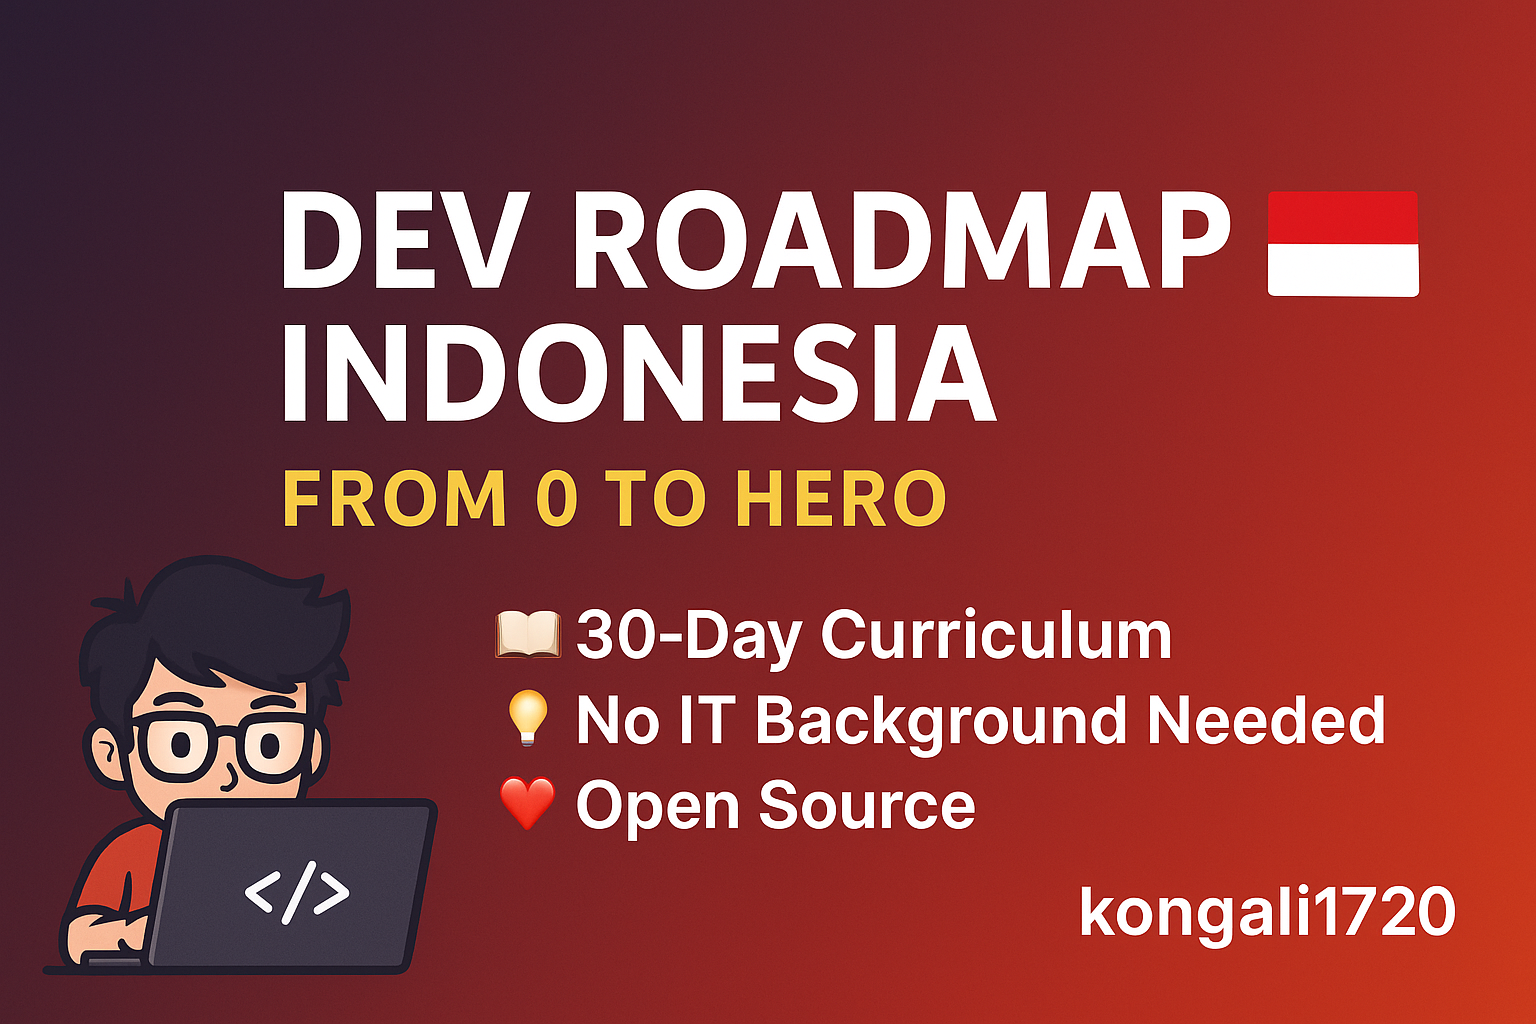 DEV ROADMAP
INDONESIA
FROM 0 TO HERO
30-Day Curriculum
No IT Background Needed
Open Source
</>
kongali1720